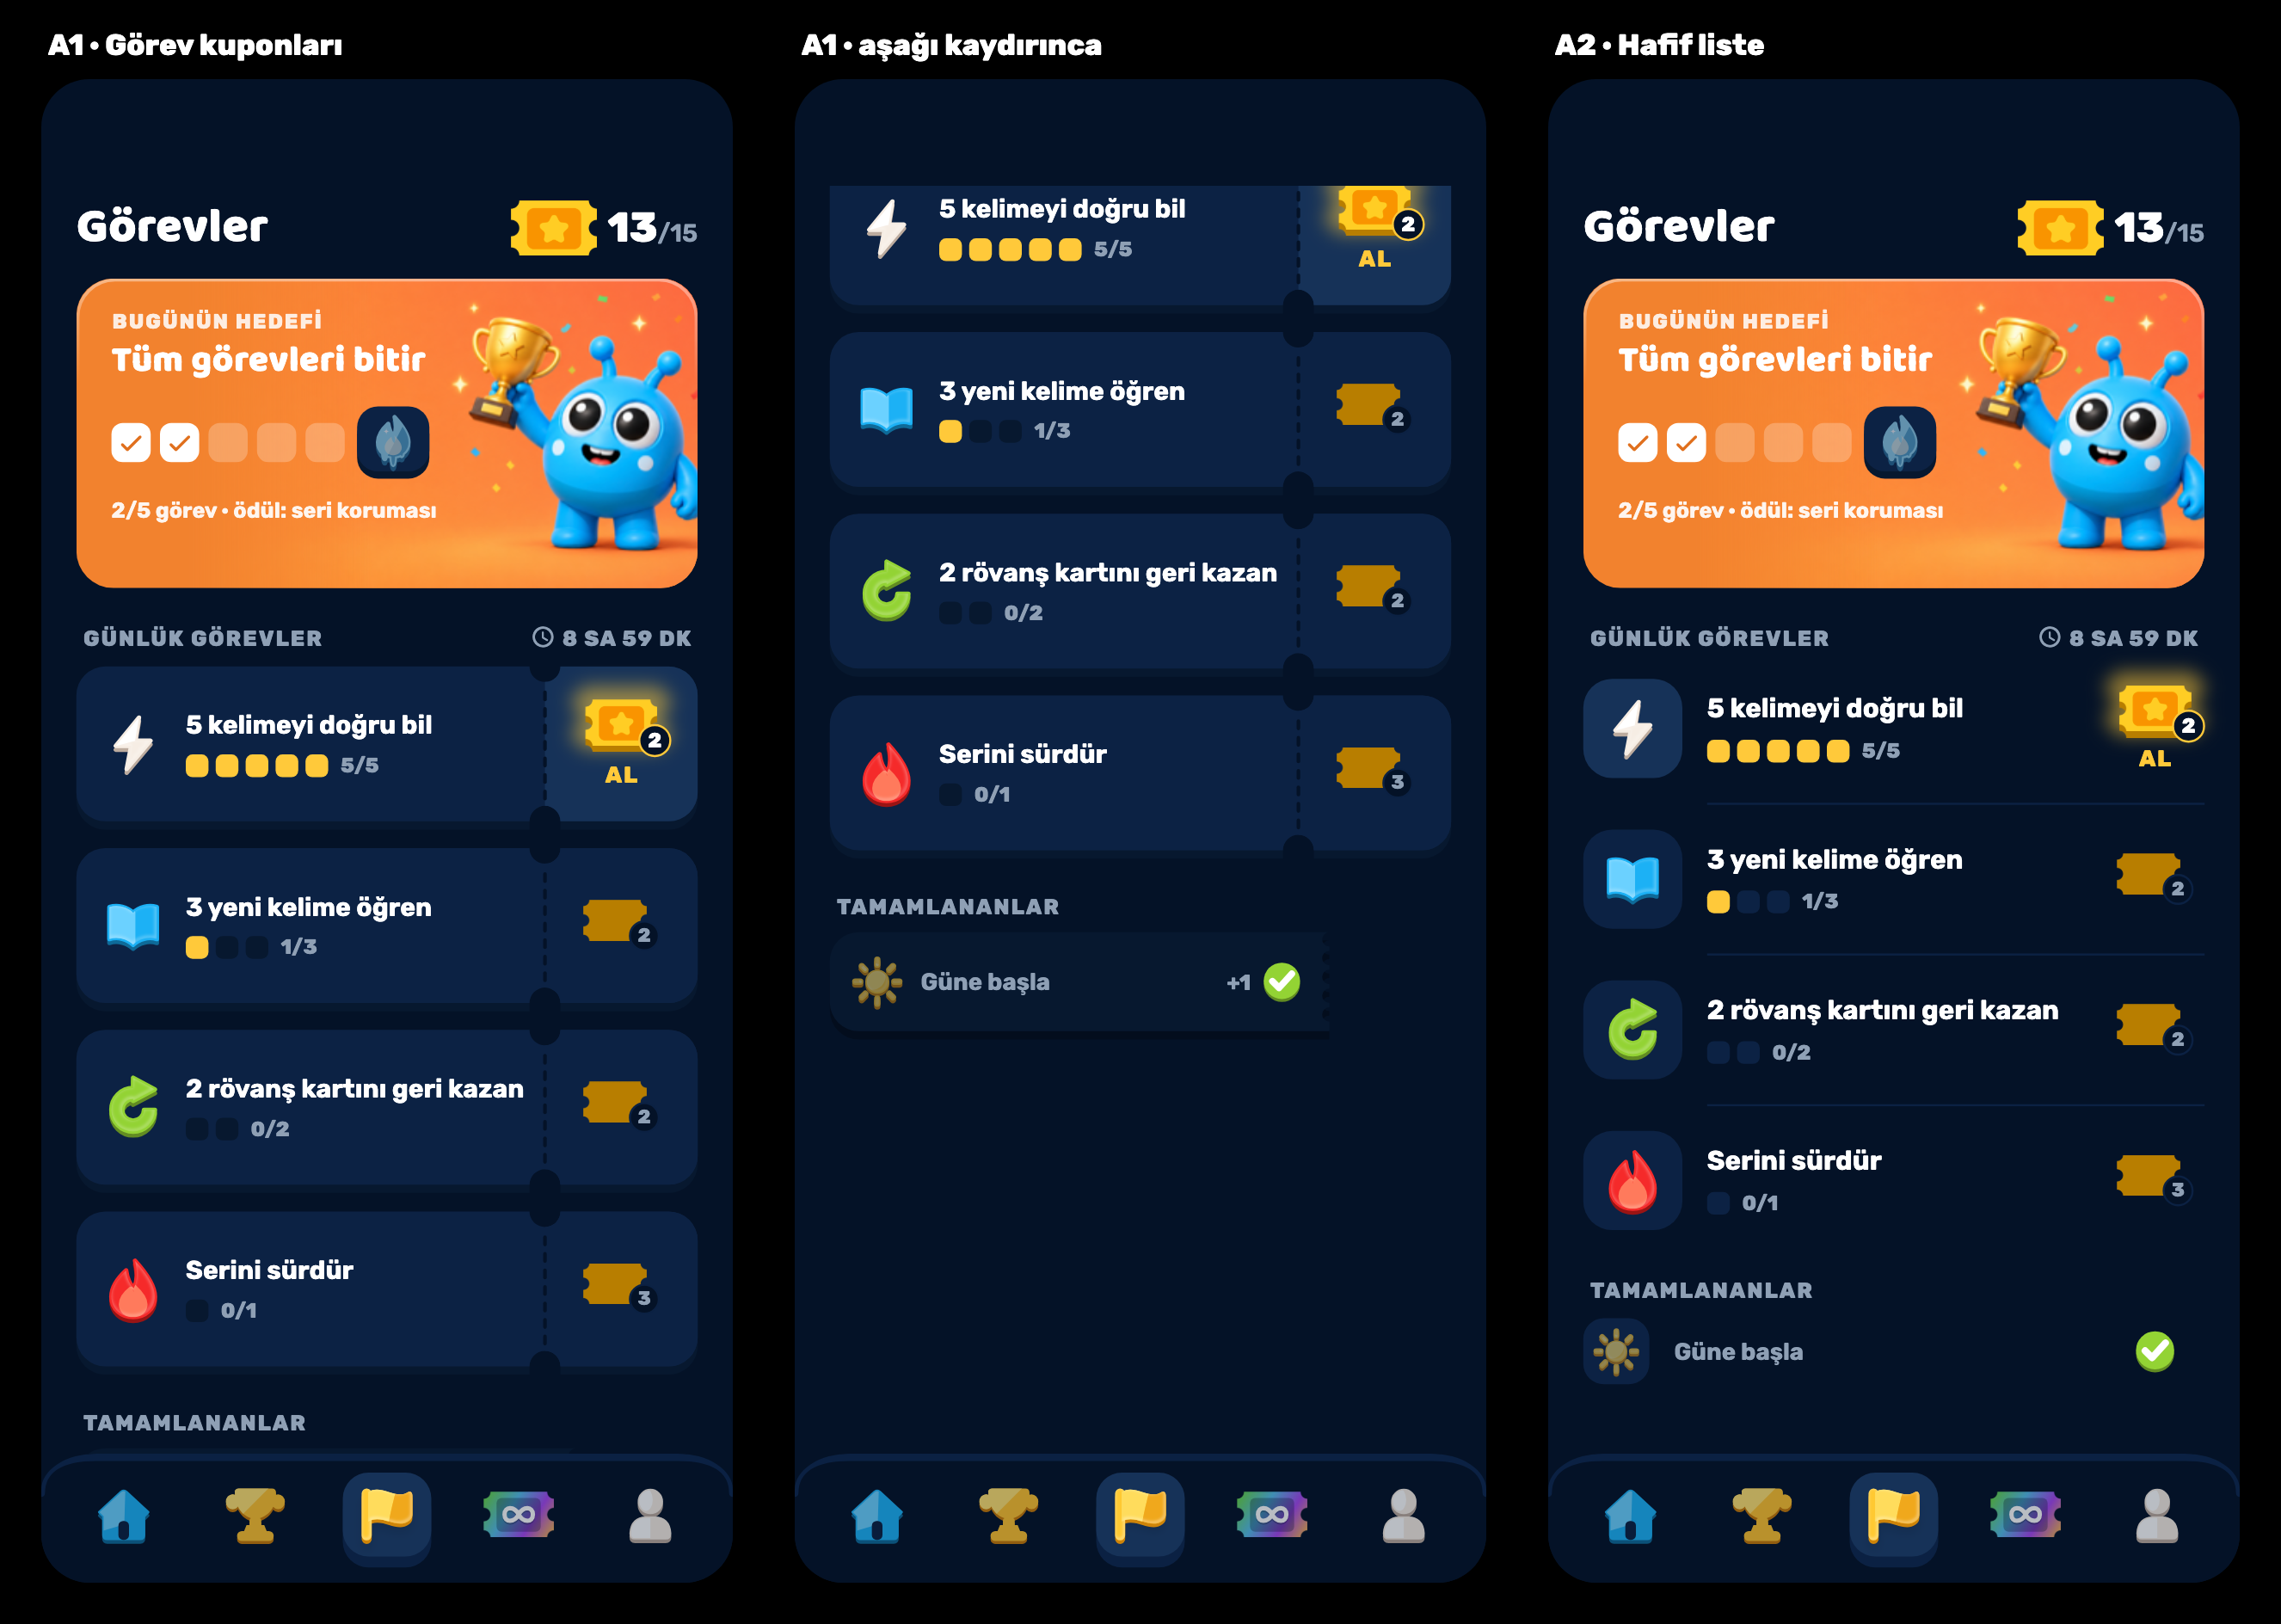 A1 • Görev kuponları
Görevler
13/15
BUGÜNÜN HEDEFİ
Tüm görevleri bitir
2/5 görev • ödül: seri koruması
GÜNLÜK GÖREVLER
8 SA 59 DK
5 kelimeyi doğru bil
5/5
2
AL
3 yeni kelime öğren
1/3
2
2 rövanş kartını geri kazan
0/2
2
Serini sürdür
0/1
3
TAMAMLANANLAR
A1 • aşağı kaydırınca
5 kelimeyi doğru bil
5/5
2
AL
3 yeni kelime öğren
1/3
2
2 rövanş kartını geri kazan
0/2
2
Serini sürdür
0/1
3
TAMAMLANANLAR
Güne başla
+1
A2 • Hafif liste
Görevler
13/15
BUGÜNÜN HEDEFİ
Tüm görevleri bitir
2/5 görev • ödül: seri koruması
GÜNLÜK GÖREVLER
8 SA 59 DK
5 kelimeyi doğru bil
5/5
2
AL
3 yeni kelime öğren
1/3
2
2 rövanş kartını geri kazan
0/2
2
Serini sürdür
0/1
3
TAMAMLANANLAR
Güne başla